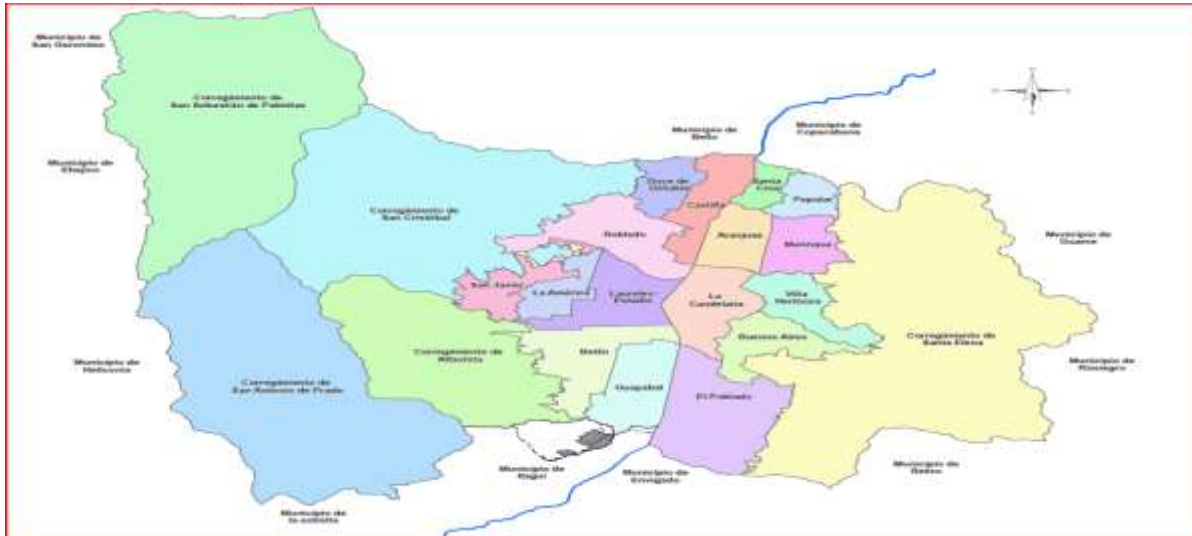 Municipio de
San Geronimo
Corregimiento de
San Sebastián de Palmitas
Municipio de
Bello
Municipio de
Copacabana
Municipio de
Ebejico
Doce de
Octubre
Santa
Cruz
Popular
Castilla
Corregimiento de
San Cristóbal
Robledo
Aranjuez
Manrique
Municipio de
Guarne
San Javier
La América
Laureles
Estadio
La
Candelaria
Villa
Hermosa
Buenos Aires
Corregimiento de
Santa Elena
Municipio de
Heliconia
Corregimiento de
Altavista
Belén
Municipio de
Rionegro
Corregimiento de
San Antonio de Prado
Guayabal
El Poblado
Municipio de
Itagui
Municipio de
Envigado
Municipio de
Retiro
Municipio de
la estrella